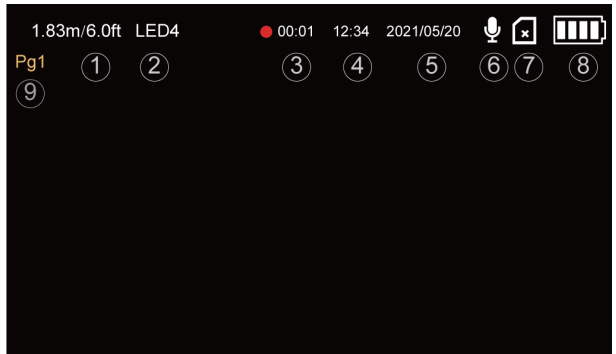 1.83m/6.0ft LED4 00:01 12:34 2021/05/20
Pg1 ① ② ③ ④ ⑤ ⑥ ⑦ ⑧
⑨